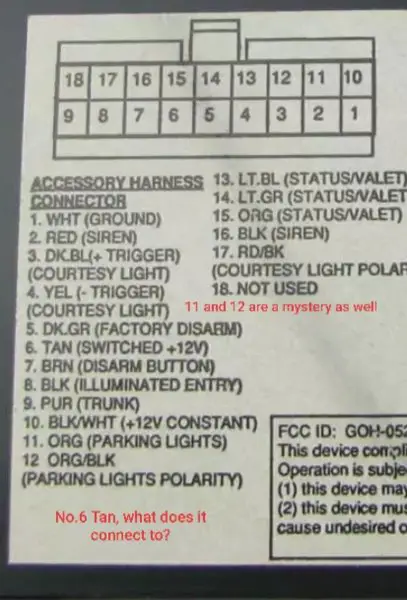 18 17 16 15 14 13 12 11 10
9 8 7 6 5 4 3 2 1
ACCESSORY HARNESS
CONNECTOR
1. WHT (GROUND)
2. RED (SIREN)
3. DK.BL(+ TRIGGER)
(COURTESY LIGHT)
4. YEL (- TRIGGER)
(COURTESY LIGHT)
5. DK.GR (FACTORY DISARM)
6. TAN (SWITCHED +12V)
7. BRN (DISARM BUTTON)
8. BLK (ILLUMINATED ENTRY)
9. PUR (TRUNK)
10. BLK/WHT (+12V CONSTANT)
11. ORG (PARKING LIGHTS)
12 ORG/BLK
(PARKING LIGHTS POLARITY)
13. LT.BL (STATUS/VALET
14. LT.GR (STATUS/VALET
15. ORG (STATUS/VALET)
16. BLK (SIREN)
17. RD/BK
(COURTESY LIGHT POLAR
18. NOT USED
11 and 12 are a mystery as well
No.6 Tan, what does it
connect to?
FCC ID: GOH-052
This device compli
Operation is subje
(1) this device may
(2) this device mus
cause undesired o